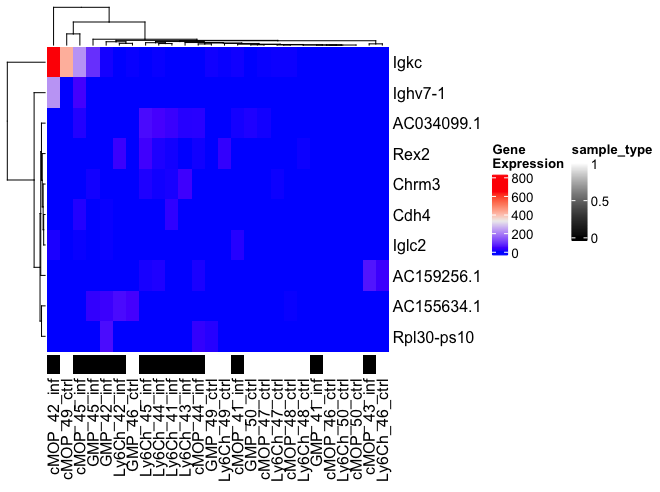 Igkc
Ighv7-1
AC034099.1
Rex2
Chrm3
Cdh4
Iglc2
AC159256.1
AC155634.1
Rpl30-ps10
cMOP_42_inf
cMOP_49_ctrl
cMOP_45_inf
GMP_45_inf
GMP_42_inf
Ly6Ch_42_inf
GMP_46_ctrl
Ly6Ch_45_inf
Ly6Ch_44_inf
Ly6Ch_41_inf
Ly6Ch_43_inf
cMOP_44_inf
GMP_49_ctrl
Ly6Ch_49_ctrl
cMOP_41_inf
GMP_50_ctrl
cMOP_47_ctrl
Ly6Ch_47_ctrl
cMOP_48_ctrl
Ly6Ch_48_ctrl
GMP_41_inf
cMOP_46_ctrl
Ly6Ch_50_ctrl
cMOP_50_ctrl
cMOP_43_inf
Ly6Ch_46_ctrl
Gene
Expression
800
600
400
200
0
sample_type
1
0.5
0